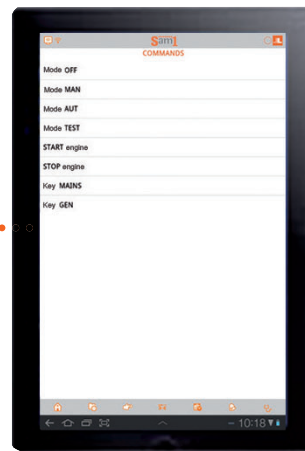 Sam1
COMMANDS
Mode OFF
Mode MAN
Mode AUT
Mode TEST
START engine
STOP engine
Key MAINS
Key GEN
10:18